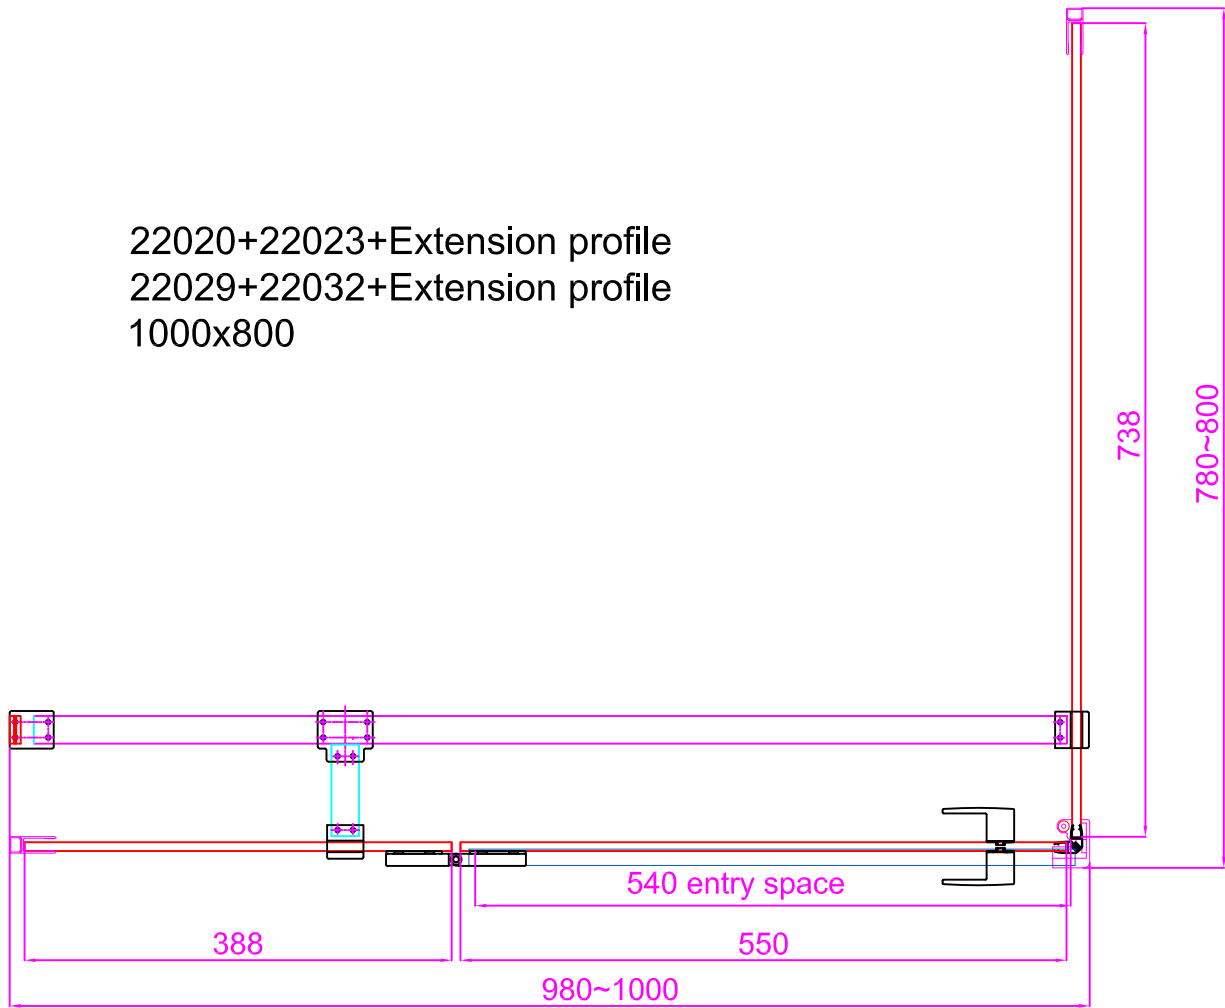 22020+22023+Extension profile
22029+22032+Extension profile
1000x800
738
780~800
540 entry space
388
550
980~1000